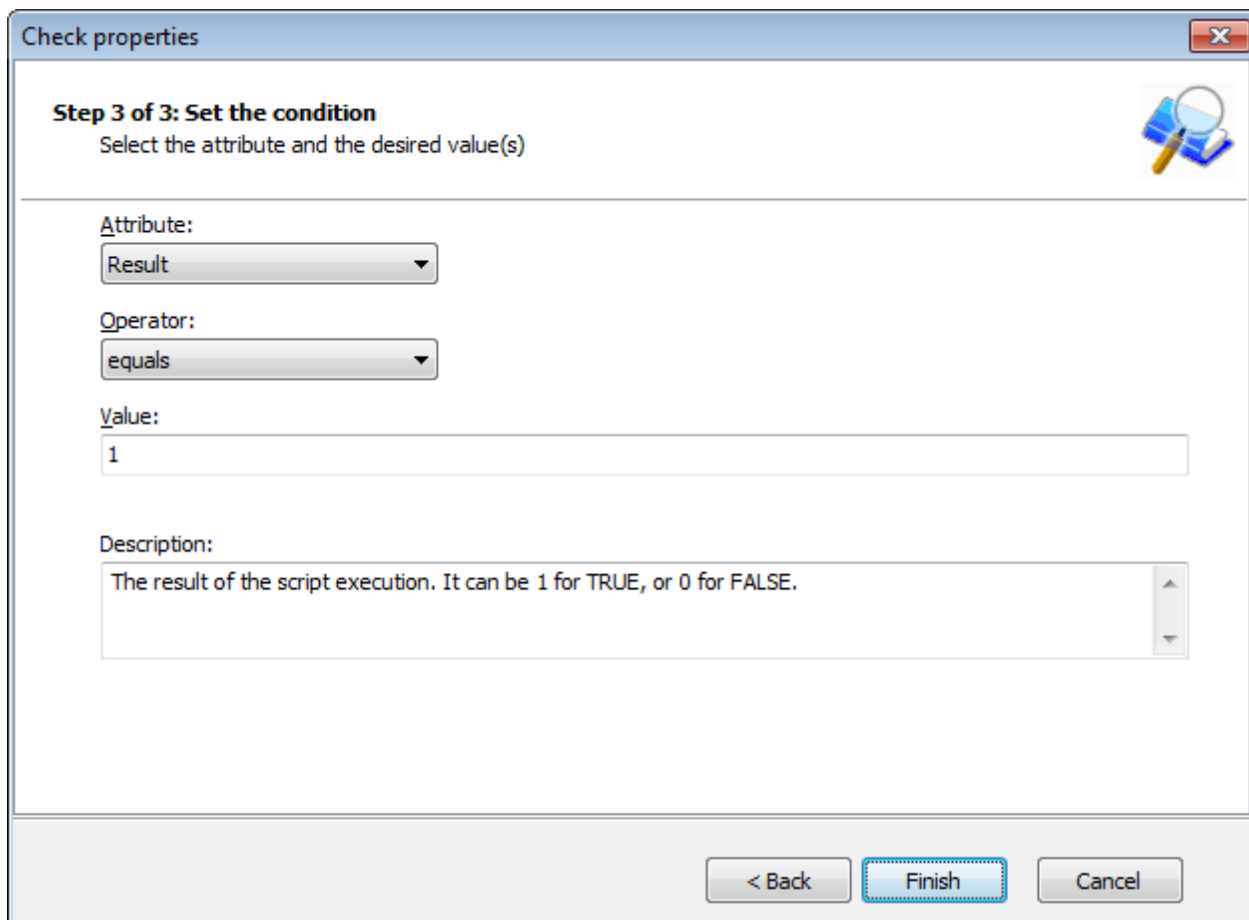 Check properties
Step 3 of 3: Set the condition
Select the attribute and the desired value(s)
Attribute:
Result
Operator:
equals
Value:
1
Description:
The result of the script execution. It can be 1 for TRUE, or 0 for FALSE.
< Back Finish Cancel